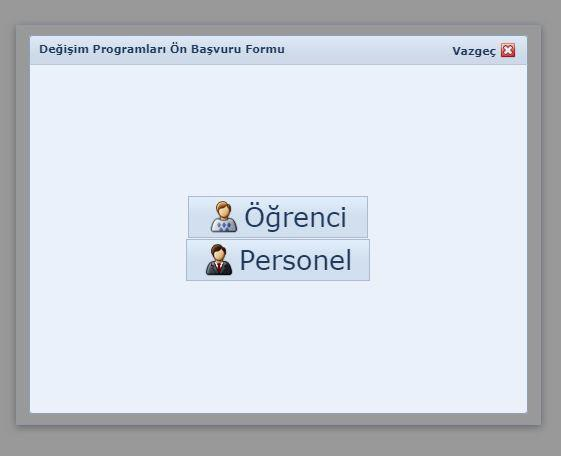 Değişim Programları Ön Başvuru Formu
Vazgeç
Öğrenci
Personel